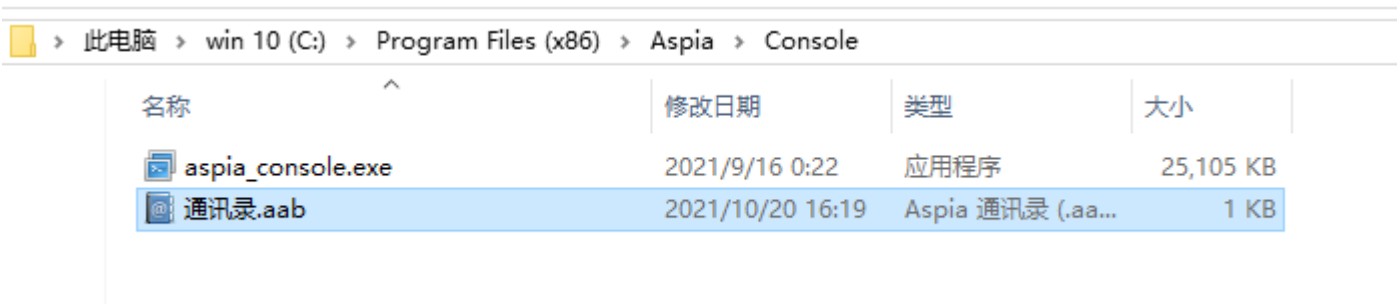 此电脑 > win 10 (C:) > Program Files (x86) > Aspia > Console
名称 修改日期 类型 大小
aspia_console.exe 2021/9/16 0:22 应用程序 25,105 KB
通讯录.aab 2021/10/20 16:19 Aspia 通讯录 (.aa... 1 KB